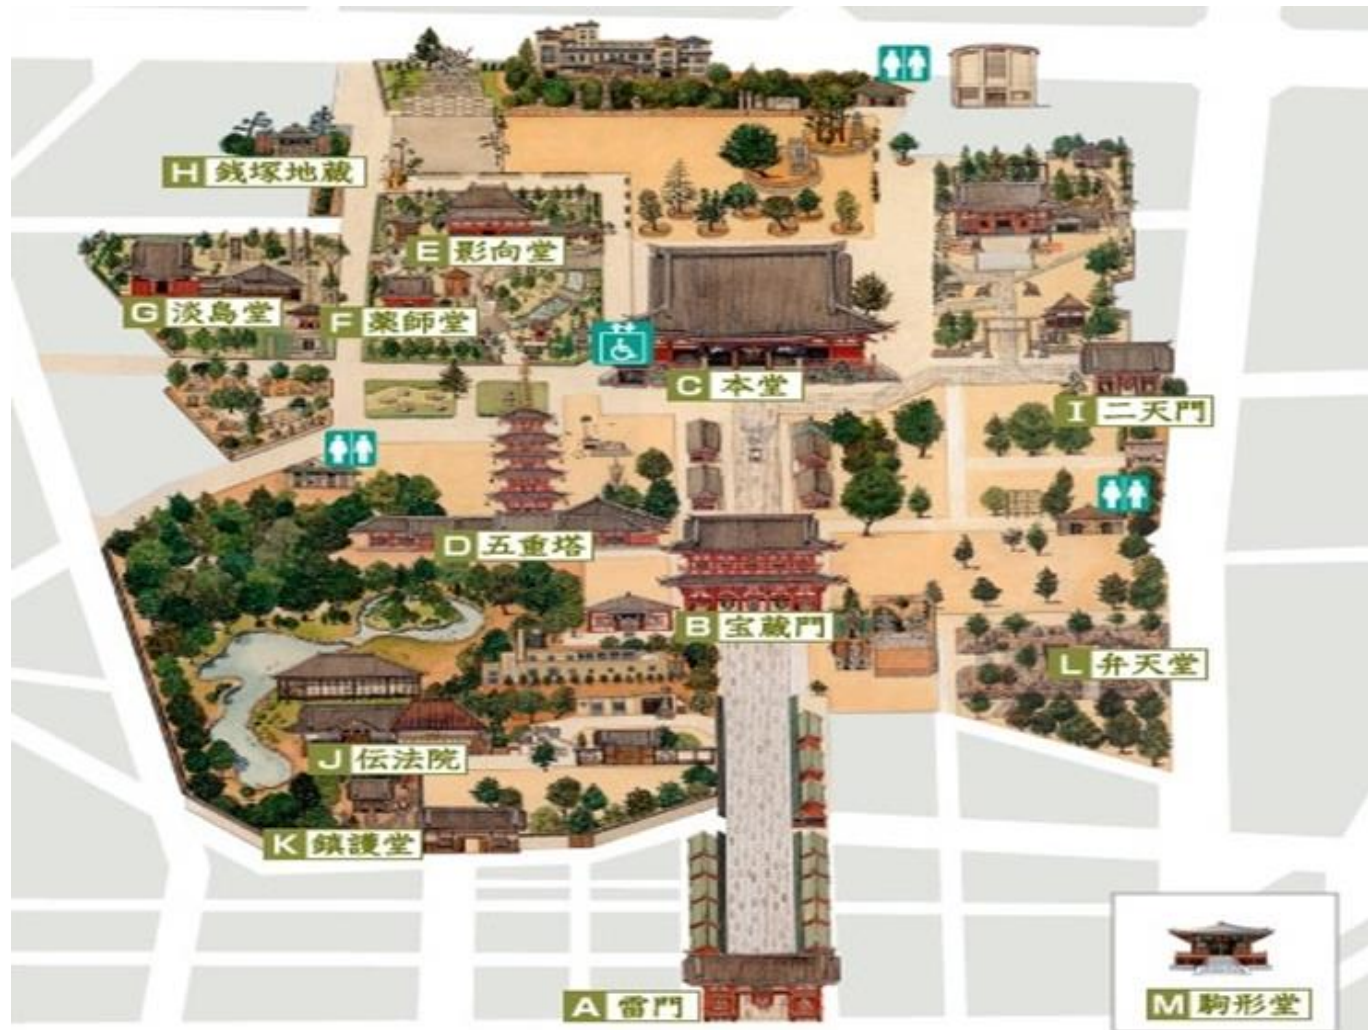 H 銭塚地蔵
E 影向堂
G 淡島堂
F 薬師堂
C 本堂
I 二天門
D 五重塔
B 宝蔵門
L 弁天堂
J 伝法院
K 鎮護堂
A 雷門
M 駒形堂